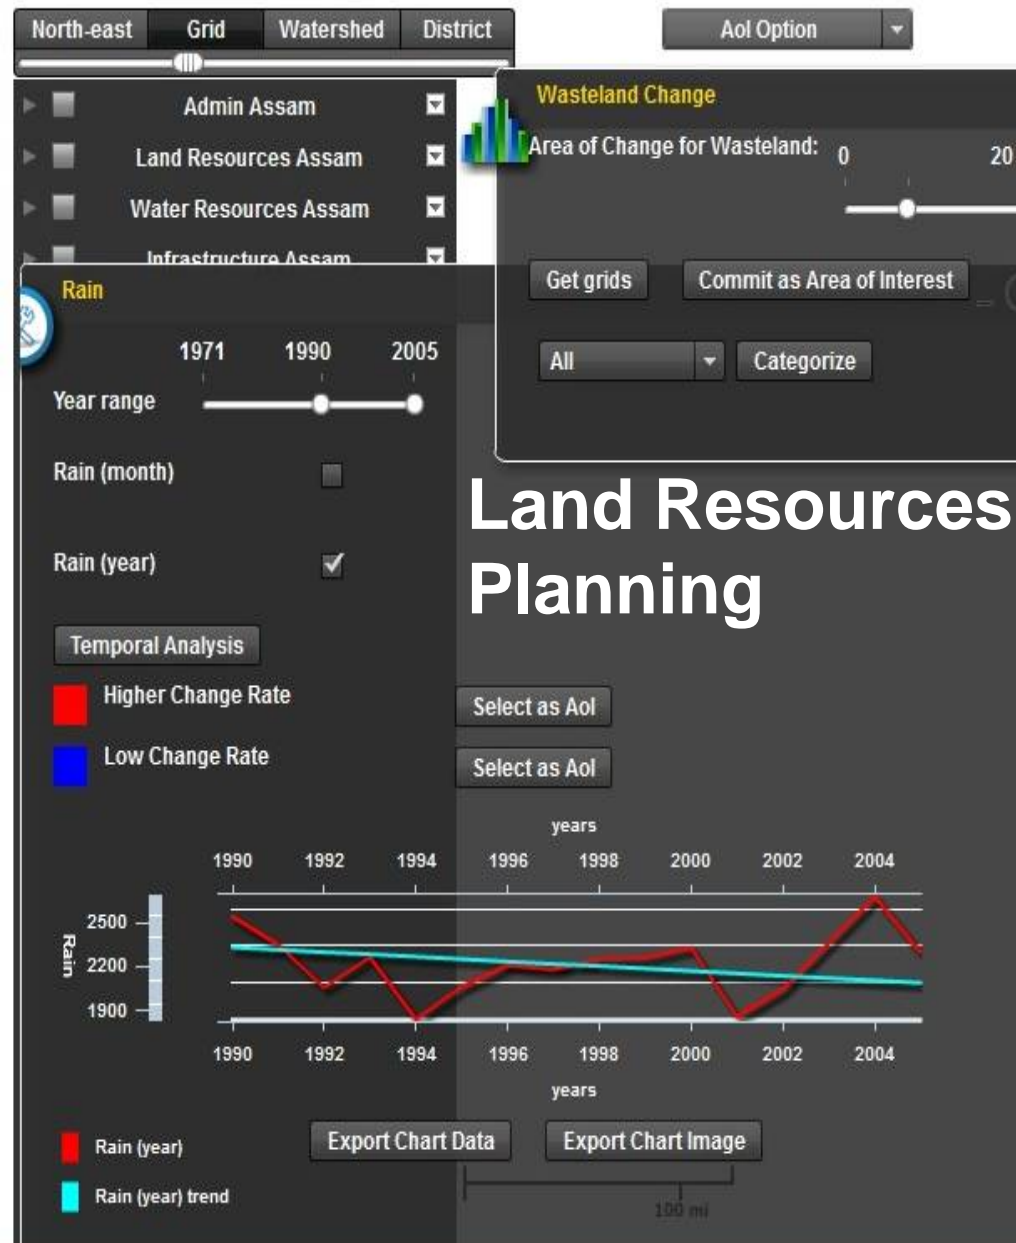 North-east Grid Watershed District
AoI Option
Admin Assam
Land Resources Assam
Water Resources Assam
Infrastructure Assam
Wasteland Change
Area of Change for Wasteland:
0 20
Get grids Commit as Area of Interest
All Categorize
Rain
1971 1990 2005
Year range
Rain (month)
Rain (year)
Land Resources
Planning
Temporal Analysis
Higher Change Rate Select as AoI
Low Change Rate Select as AoI
years
1990 1992 1994 1996 1998 2000 2002 2004
Rain
2500
2200
1900
1990 1992 1994 1996 1998 2000 2002 2004
years
Rain (year)
Rain (year) trend
Export Chart Data Export Chart Image
100 mi